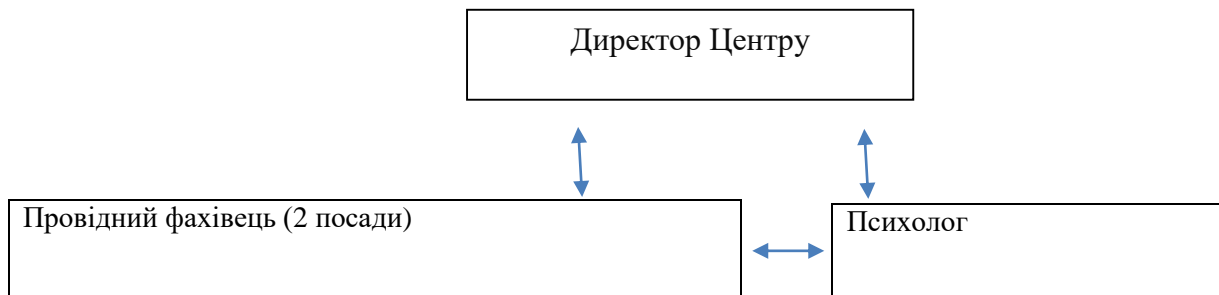 Директор Центру
Провідний фахівець (2 посади)
Психолог